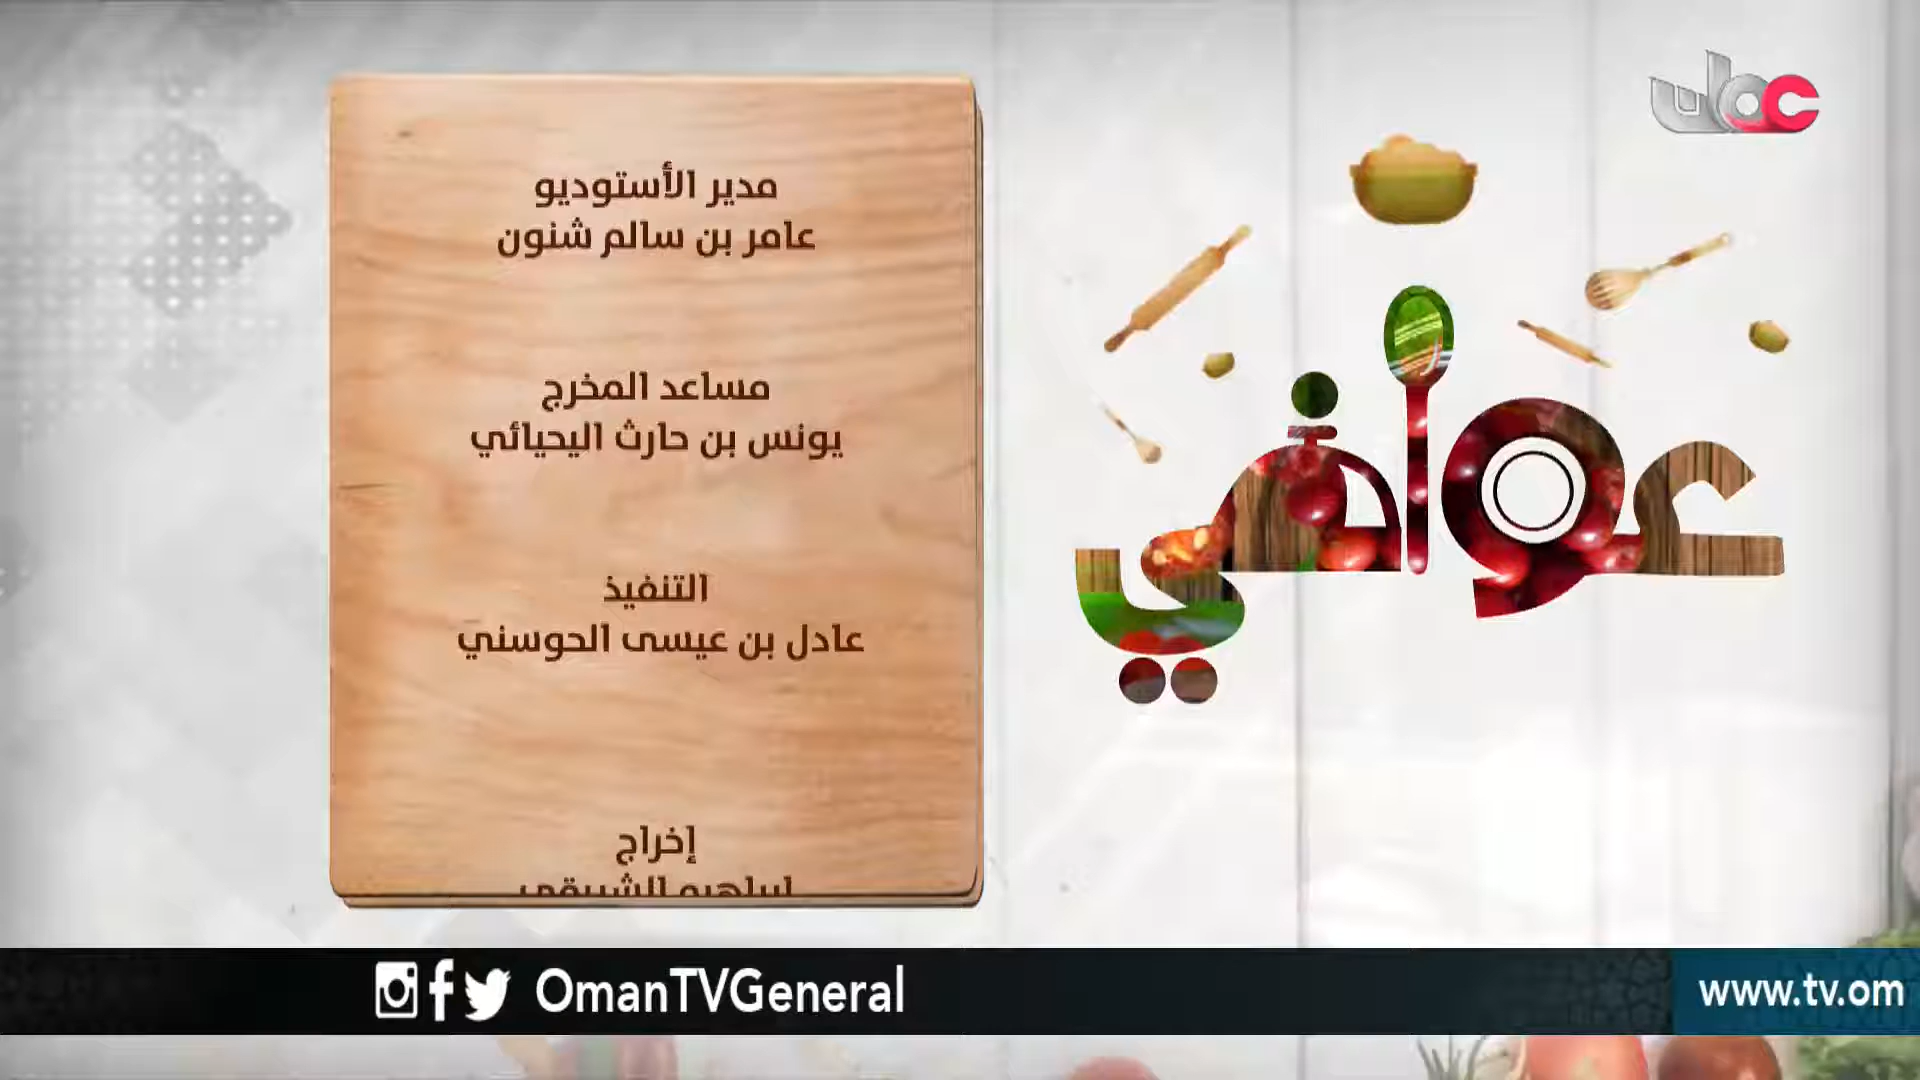 عمان
مدير الأستوديو
عامر بن سالم شنون
مساعد المخرج
يونس بن حارث اليحيائي
التنفيذ
عادل بن عيسى الحوسني
إخراج
عوافي
OmanTVGeneral
www.tv.om